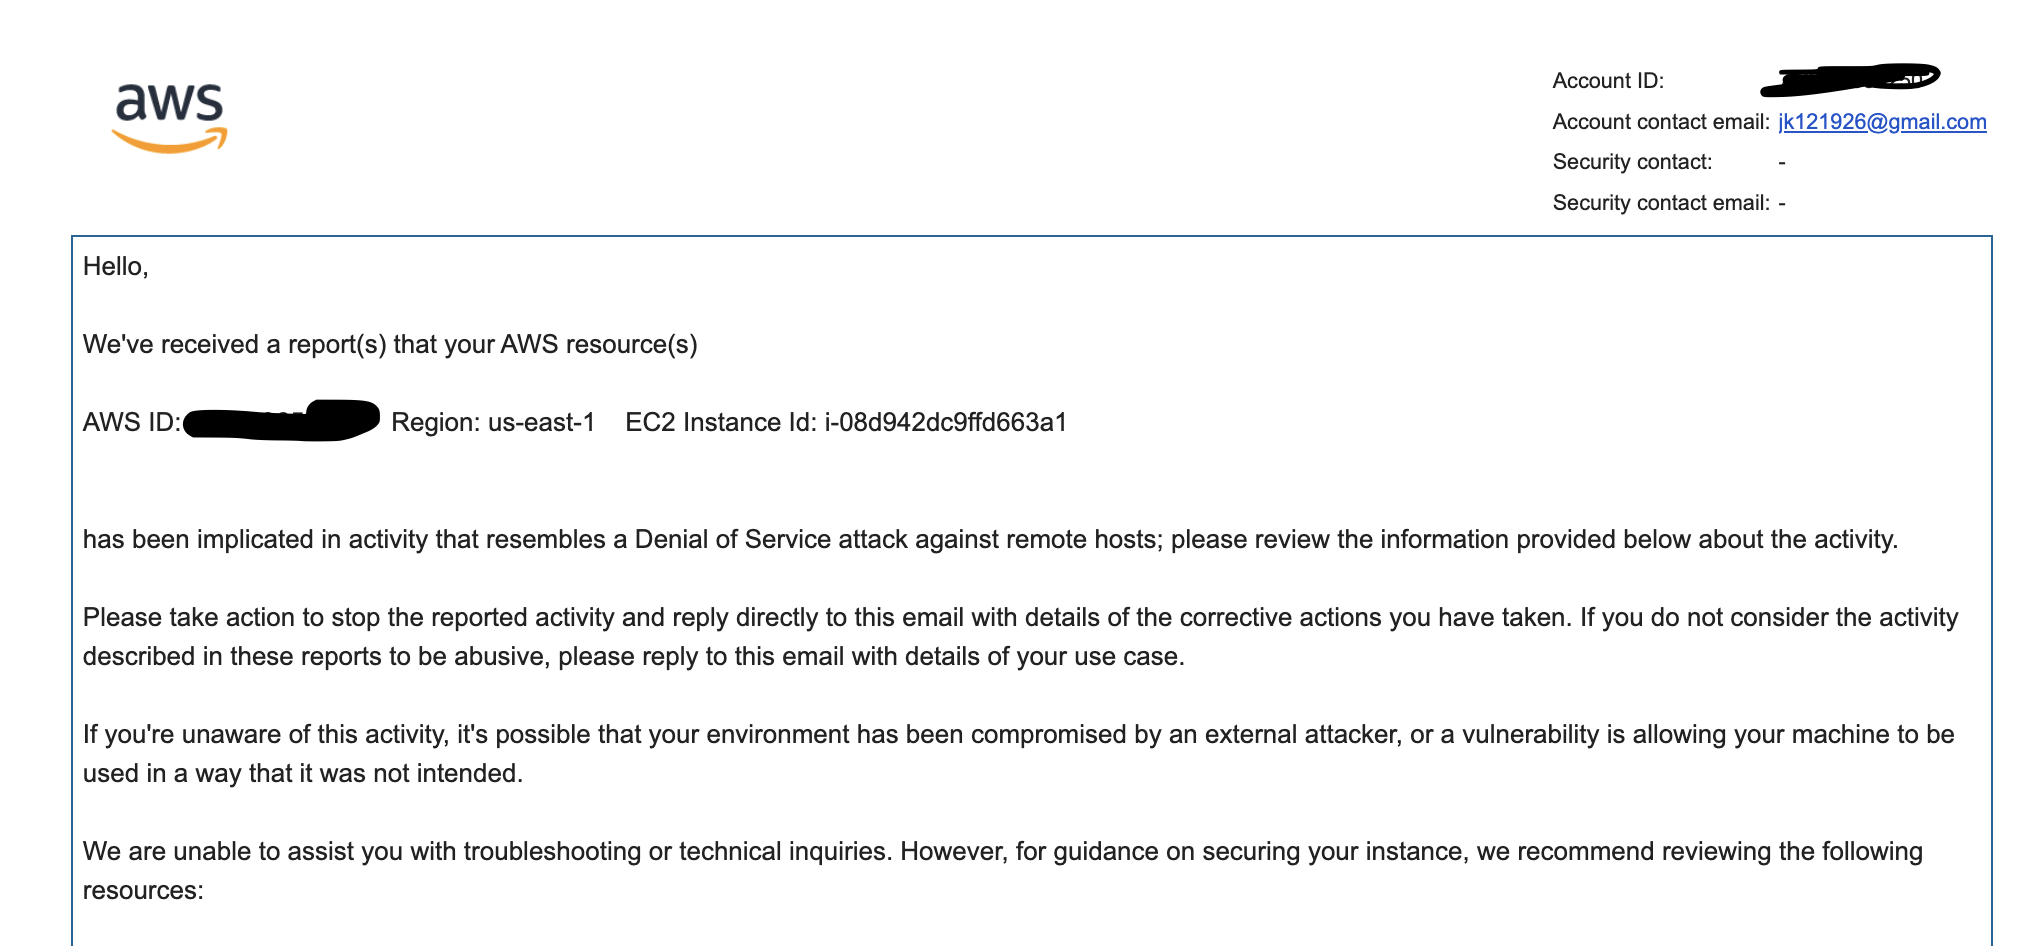 aws
Account ID:
Account contact email: jk121926@gmail.com
Security contact: -
Security contact email: -
Hello,
We've received a report(s) that your AWS resource(s)
AWS ID: Region: us-east-1 EC2 Instance Id: i-08d942dc9ffd663a1
has been implicated in activity that resembles a Denial of Service attack against remote hosts; please review the information provided below about the activity.
Please take action to stop the reported activity and reply directly to this email with details of the corrective actions you have taken. If you do not consider the activity
described in these reports to be abusive, please reply to this email with details of your use case.
If you're unaware of this activity, it's possible that your environment has been compromised by an external attacker, or a vulnerability is allowing your machine to be
used in a way that it was not intended.
We are unable to assist you with troubleshooting or technical inquiries. However, for guidance on securing your instance, we recommend reviewing the following
resources: